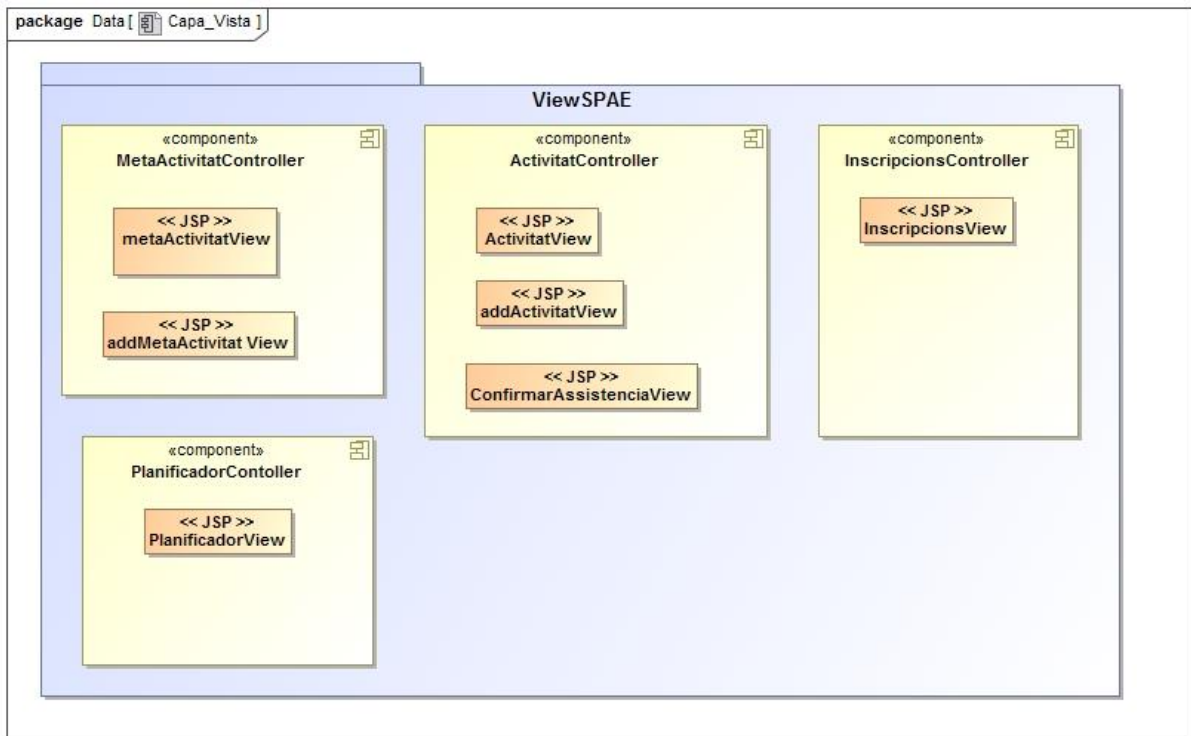 package Data [ Capa_Vista ]
ViewSPAE
«component»
MetaActivitatController
<< JSP >>
metaActivitatView
<< JSP >>
addMetaActivitat View
«component»
ActivitatController
<< JSP >>
ActivitatView
<< JSP >>
addActivitatView
<< JSP >>
ConfirmarAssistenciaView
«component»
InscripcionsController
<< JSP >>
InscripcionsView
«component»
PlanificadorContoller
<< JSP >>
PlanificadorView